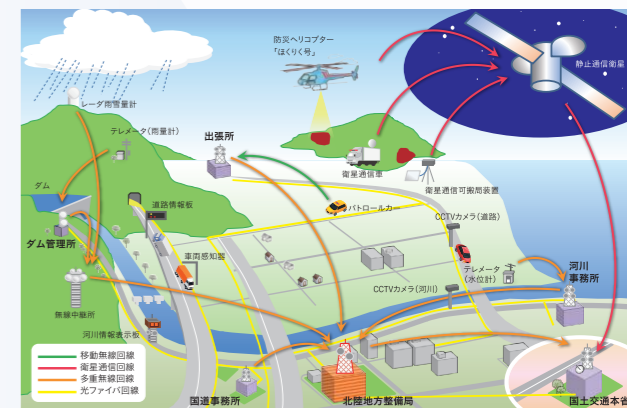 防災ヘリコプター
「ほくりく号」
静止通信衛星
レーダ雨雪量計
テレメータ(雨量計)
出張所
衛星通信車
衛星通信可搬局装置
ダム
道路情報板
パトロールカー
CCTVカメラ(道路)
ダム管理所
車両感知器
テレメータ
(水位計)
河川
事務所
CCTVカメラ(河川)
無線中継所
河川情報表示板
移動無線回線
衛星通信回線
多重無線回線
光ファイバ回線
国道事務所
北陸地方整備局
国土交通本省